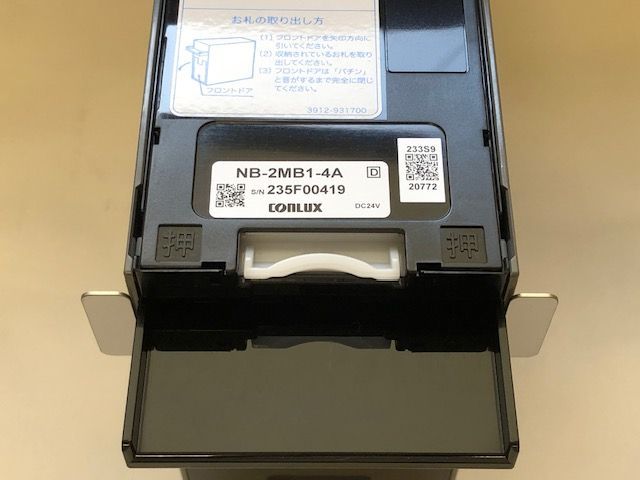 お札の取り出し方
(1) フロントドアを矢印方向に
引いてください。
(2) 収納されているお札を取り
出してください。
(3) フロントドアは「パチン」
と音がするまで完全に閉じ
てください。
フロントドア
3912-931700
233S9
20772
NB-2MB1-4A D
S/N 235F00419
CONLUX DC24V
押 押